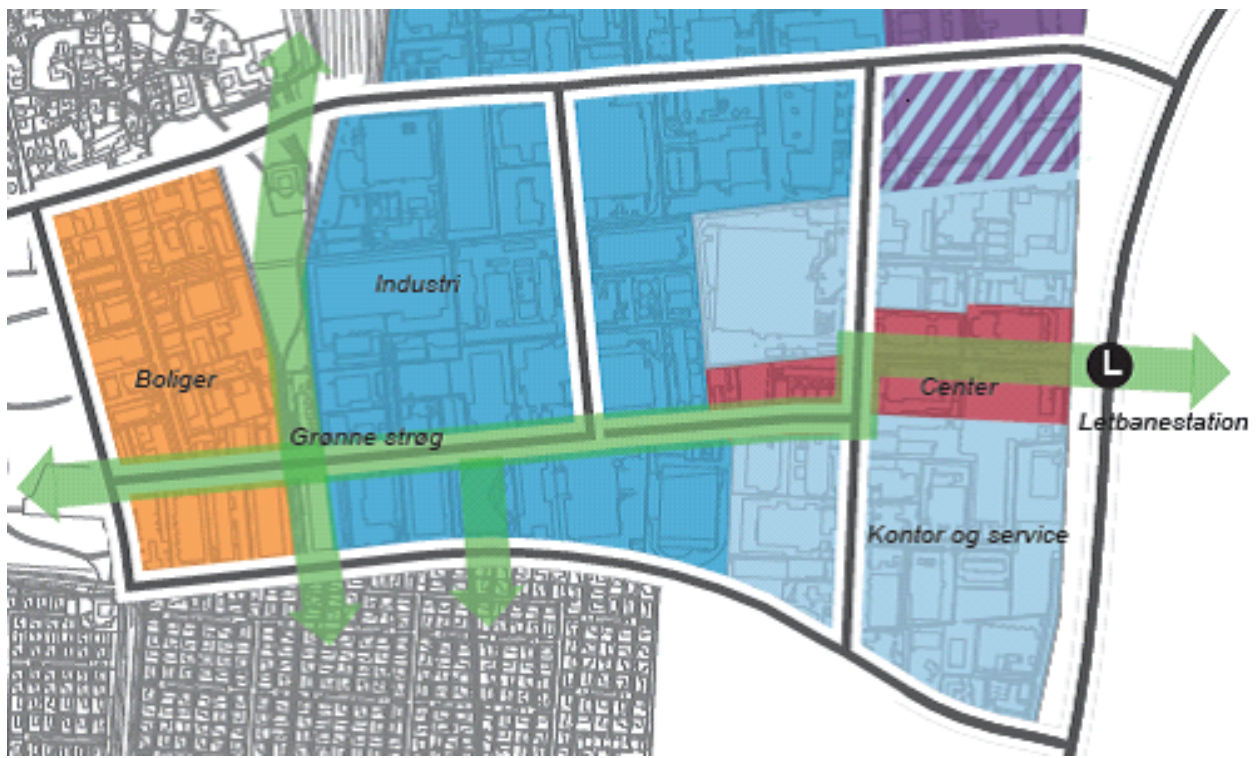 Industri
Boliger
Center
L
Letbanestation
Grønne strøg
Kontor og service